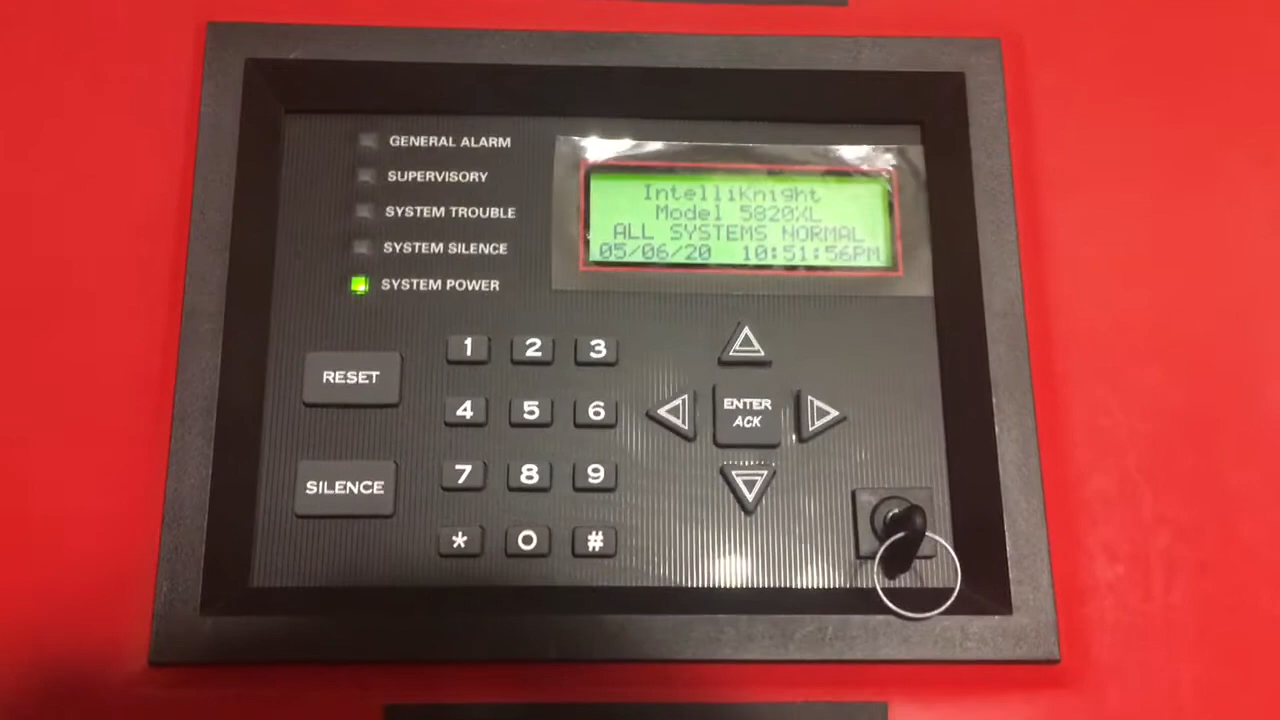 GENERAL ALARM
SUPERVISORY
SYSTEM TROUBLE
SYSTEM SILENCE
SYSTEM POWER
IntelliKnight
Model 5820XL
ALL SYSTEMS NORMAL
05/06/20 10:51:56PM
RESET
SILENCE
1 2 3
4 5 6
7 8 9
* 0 #
ENTER
ACK